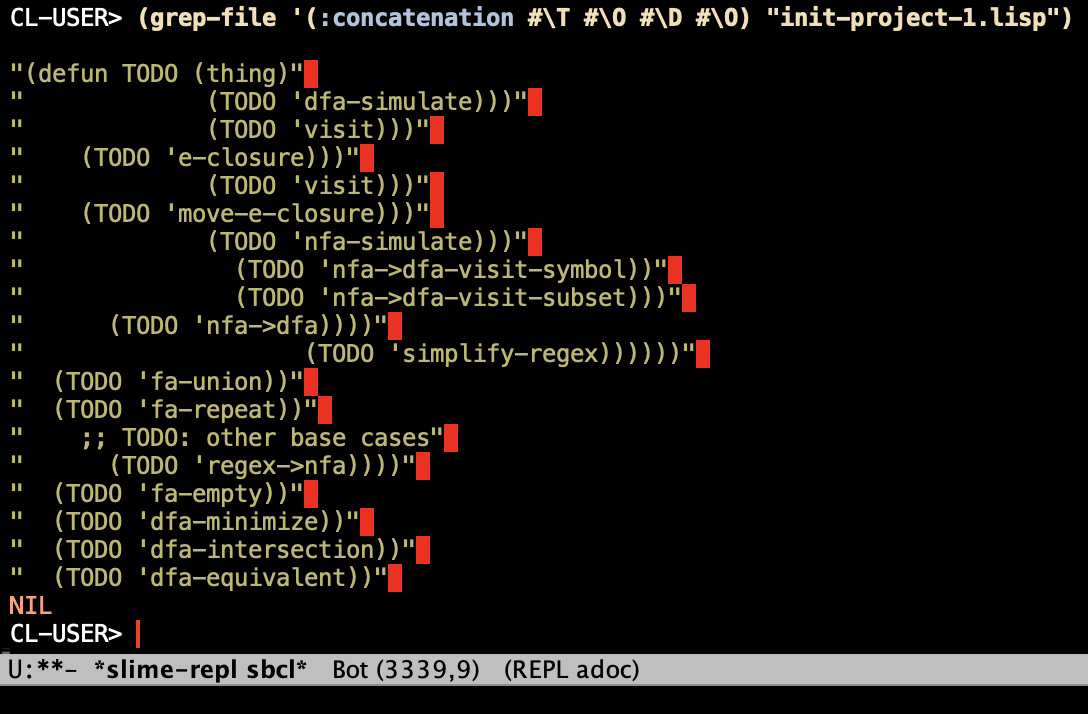 CL-USER> (grep-file '(:concatenation #\T #\O #\D #\O) "init-project-1.lisp")
"(defun TODO (thing)"
"             (TODO 'dfa-simulate)))"
"             (TODO 'visit)))"
"    (TODO 'e-closure)))"
"             (TODO 'visit)))"
"    (TODO 'move-e-closure)))"
"             (TODO 'nfa-simulate)))"
"               (TODO 'nfa->dfa-visit-symbol))"
"               (TODO 'nfa->dfa-visit-subset)))"
"      (TODO 'nfa->dfa))))"
"                    (TODO 'simplify-regex))))))"
"  (TODO 'fa-union))"
"  (TODO 'fa-repeat))"
"    ;; TODO: other base cases"
"      (TODO 'regex->nfa))))"
"  (TODO 'fa-empty))"
"  (TODO 'dfa-minimize))"
"  (TODO 'dfa-intersection))"
"  (TODO 'dfa-equivalent))"
NIL
CL-USER>
U:**- *slime-repl sbcl* Bot (3339,9) (REPL adoc)